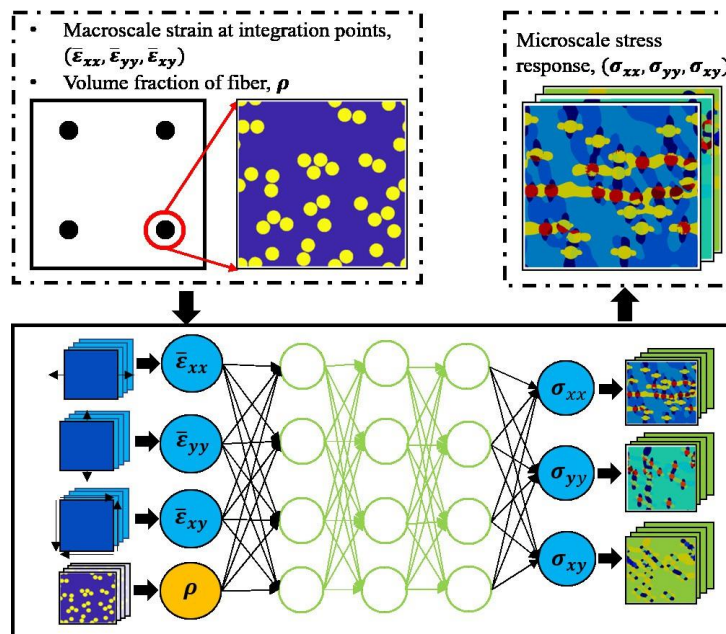 • Macroscale strain at integration points,
(ε̅xx, ε̅yy, ε̅xy)
• Volume fraction of fiber, ρ
Microscale stress
response, (σxx, σyy, σxy)
ε̅xx
ε̅yy
ε̅xy
ρ
σxx
σyy
σxy